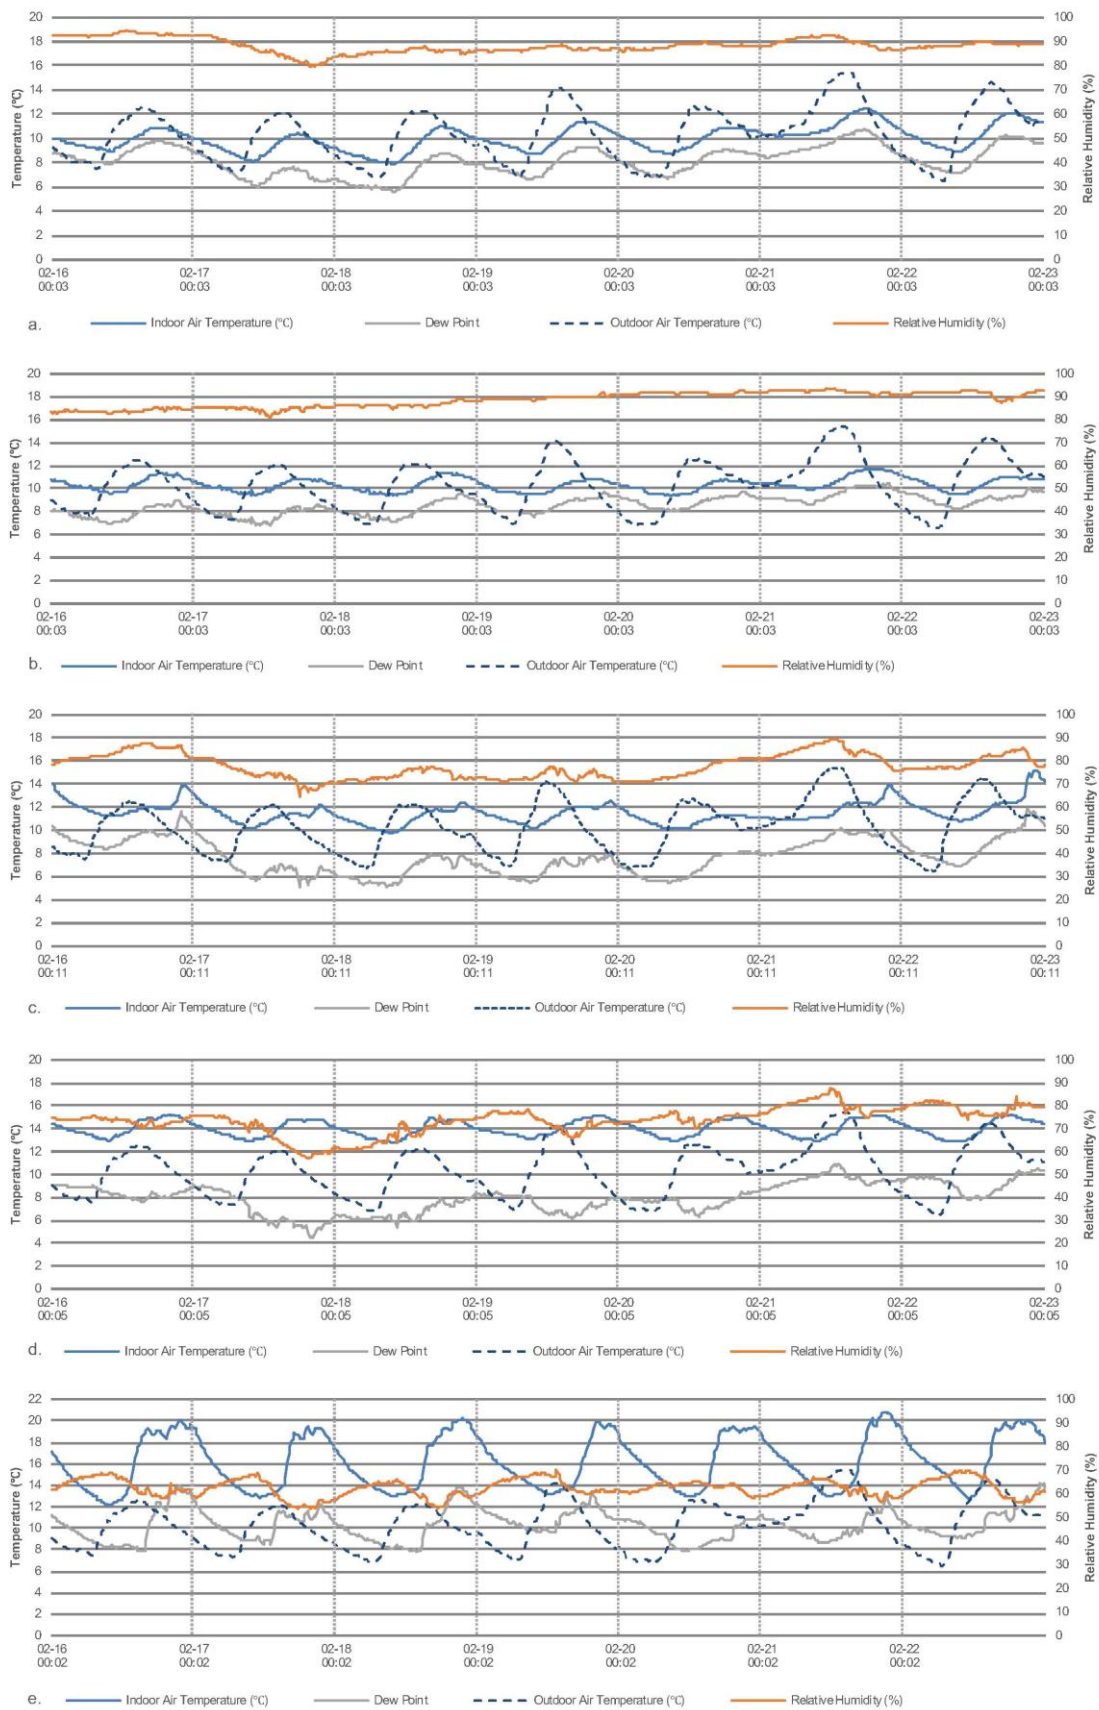 20 100
18 90
16 80
14 70
12 60
10 50
8 40
6 30
4 20
2 10
0 0
Temperature (℃)
Relative Humidity (%)
02-16 02-17 02-18 02-19 02-20 02-21 02-22 02-23
00:03 00:03 00:03 00:03 00:03 00:03 00:03 00:03
a. Indoor Air Temperature (℃) Dew Point Outdoor Air Temperature (℃) Relative Humidity (%)
20 100
18 90
16 80
14 70
12 60
10 50
8 40
6 30
4 20
2 10
0 0
Temperature (℃)
Relative Humidity (%)
02-16 02-17 02-18 02-19 02-20 02-21 02-22 02-23
00:03 00:03 00:03 00:03 00:03 00:03 00:03 00:03
b. Indoor Air Temperature (℃) Dew Point Outdoor Air Temperature (℃) Relative Humidity (%)
20 100
18 90
16 80
14 70
12 60
10 50
8 40
6 30
4 20
2 10
0 0
Temperature (℃)
Relative Humidity (%)
02-16 02-17 02-18 02-19 02-20 02-21 02-22 02-23
00:11 00:11 00:11 00:11 00:11 00:11 00:11 00:11
c. Indoor Air Temperature (℃) Dew Point Outdoor Air Temperature (℃) Relative Humidity (%)
20 100
18 90
16 80
14 70
12 60
10 50
8 40
6 30
4 20
2 10
0 0
Temperature (℃)
Relative Humidity (%)
02-16 02-17 02-18 02-19 02-20 02-21 02-22 02-23
00:05 00:05 00:05 00:05 00:05 00:05 00:05 00:05
d. Indoor Air Temperature (℃) Dew Point Outdoor Air Temperature (℃) Relative Humidity (%)
22 100
20 90
18 80
16 70
14 60
12 50
10 40
8 30
6 20
4 10
2 0
0
Temperature (℃)
Relative Humidity (%)
02-16 02-17 02-18 02-19 02-20 02-21 02-22
00:02 00:02 00:02 00:02 00:02 00:02 00:02
e. Indoor Air Temperature (℃) Dew Point Outdoor Air Temperature (℃) Relative Humidity (%)